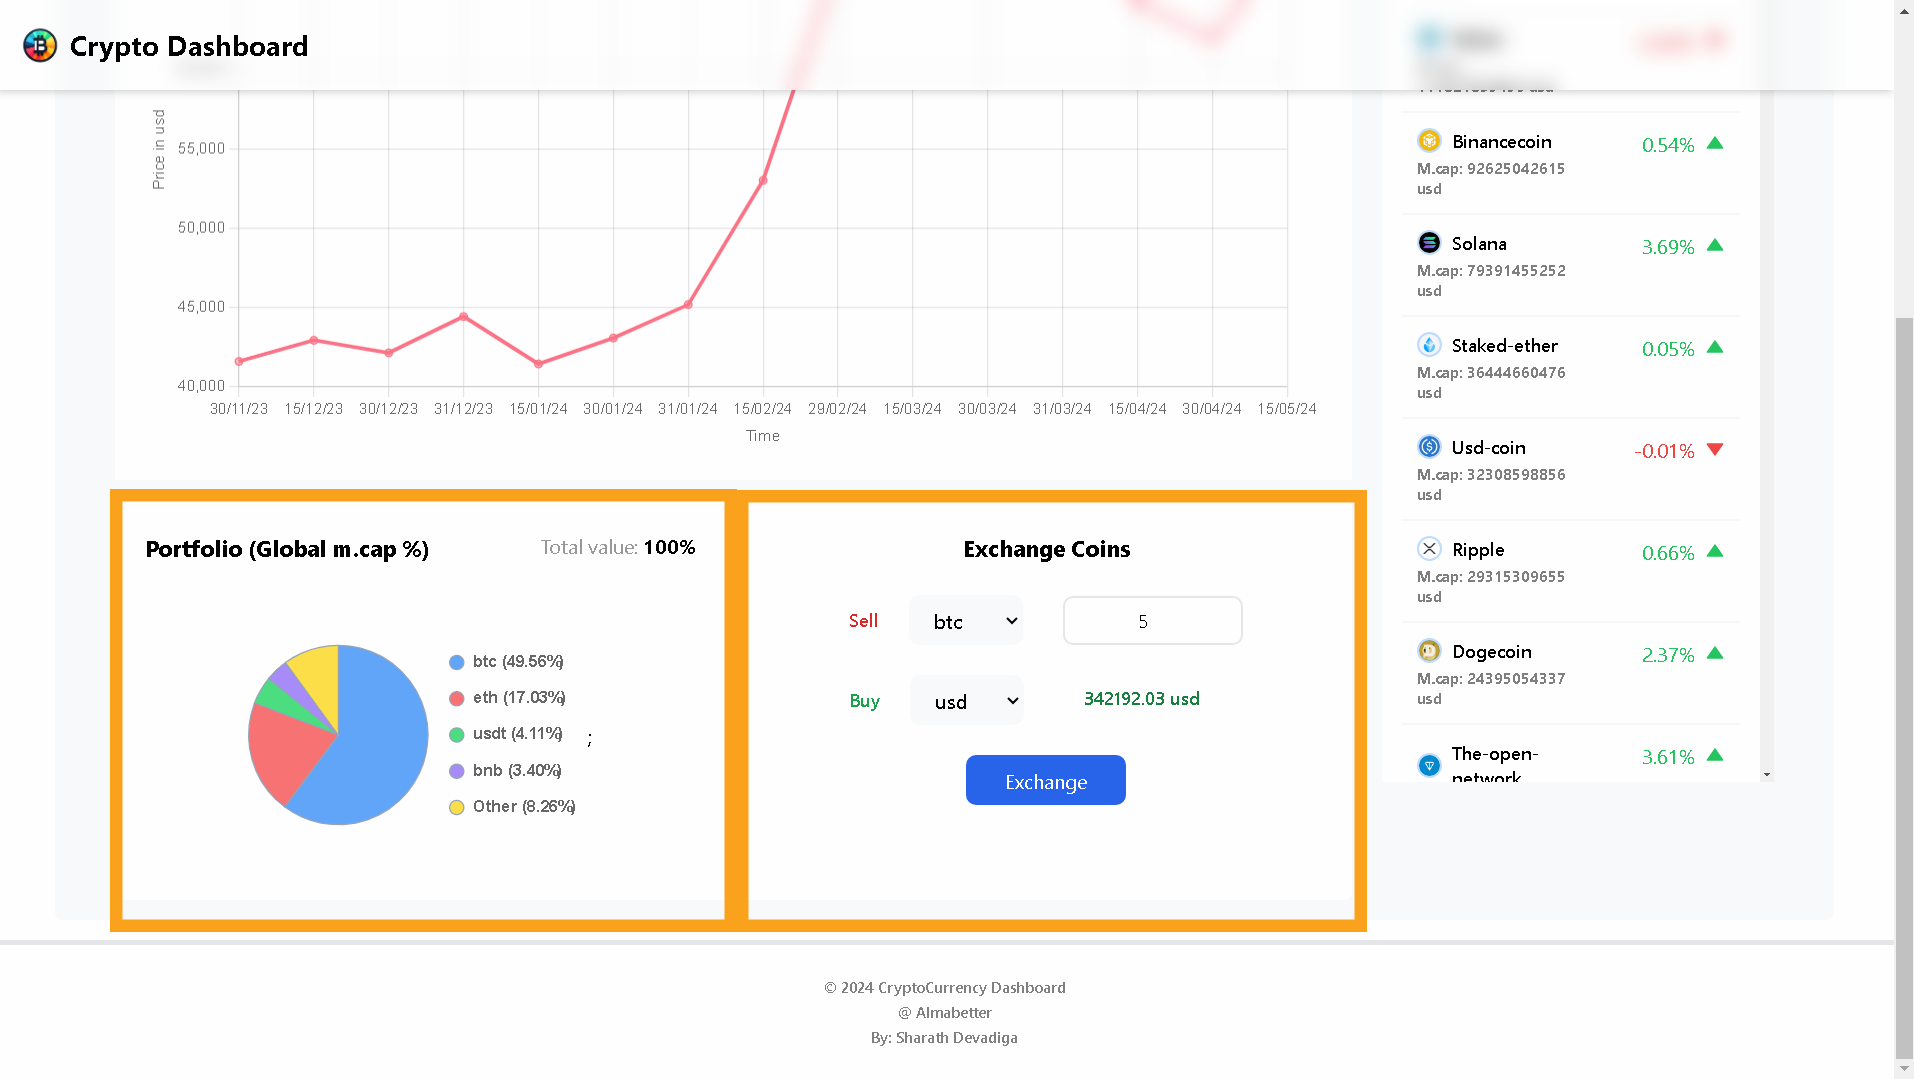 Crypto Dashboard
Price in usd
55,000
50,000
45,000
40,000
30/11/23 15/12/23 30/12/23 31/12/23 15/01/24 30/01/24 31/01/24 15/02/24 29/02/24 15/03/24 30/03/24 31/03/24 15/04/24 30/04/24 15/05/24
Time
Binancecoin 0.54%
M.cap: 92625042615
usd
Solana 3.69%
M.cap: 79391455252
usd
Staked-ether 0.05%
M.cap: 36444660476
usd
Usd-coin -0.01%
M.cap: 32308598856
usd
Ripple 0.66%
M.cap: 29315309655
usd
Dogecoin 2.37%
M.cap: 24395054337
usd
The-open- 3.61%
network
Portfolio (Global m.cap %) Total value: 100%
btc (49.56%)
eth (17.03%)
usdt (4.11%) ;
bnb (3.40%)
Other (8.26%)
Exchange Coins
Sell btc 5
Buy usd 342192.03 usd
Exchange
© 2024 CryptoCurrency Dashboard
@ Almabetter
By: Sharath Devadiga